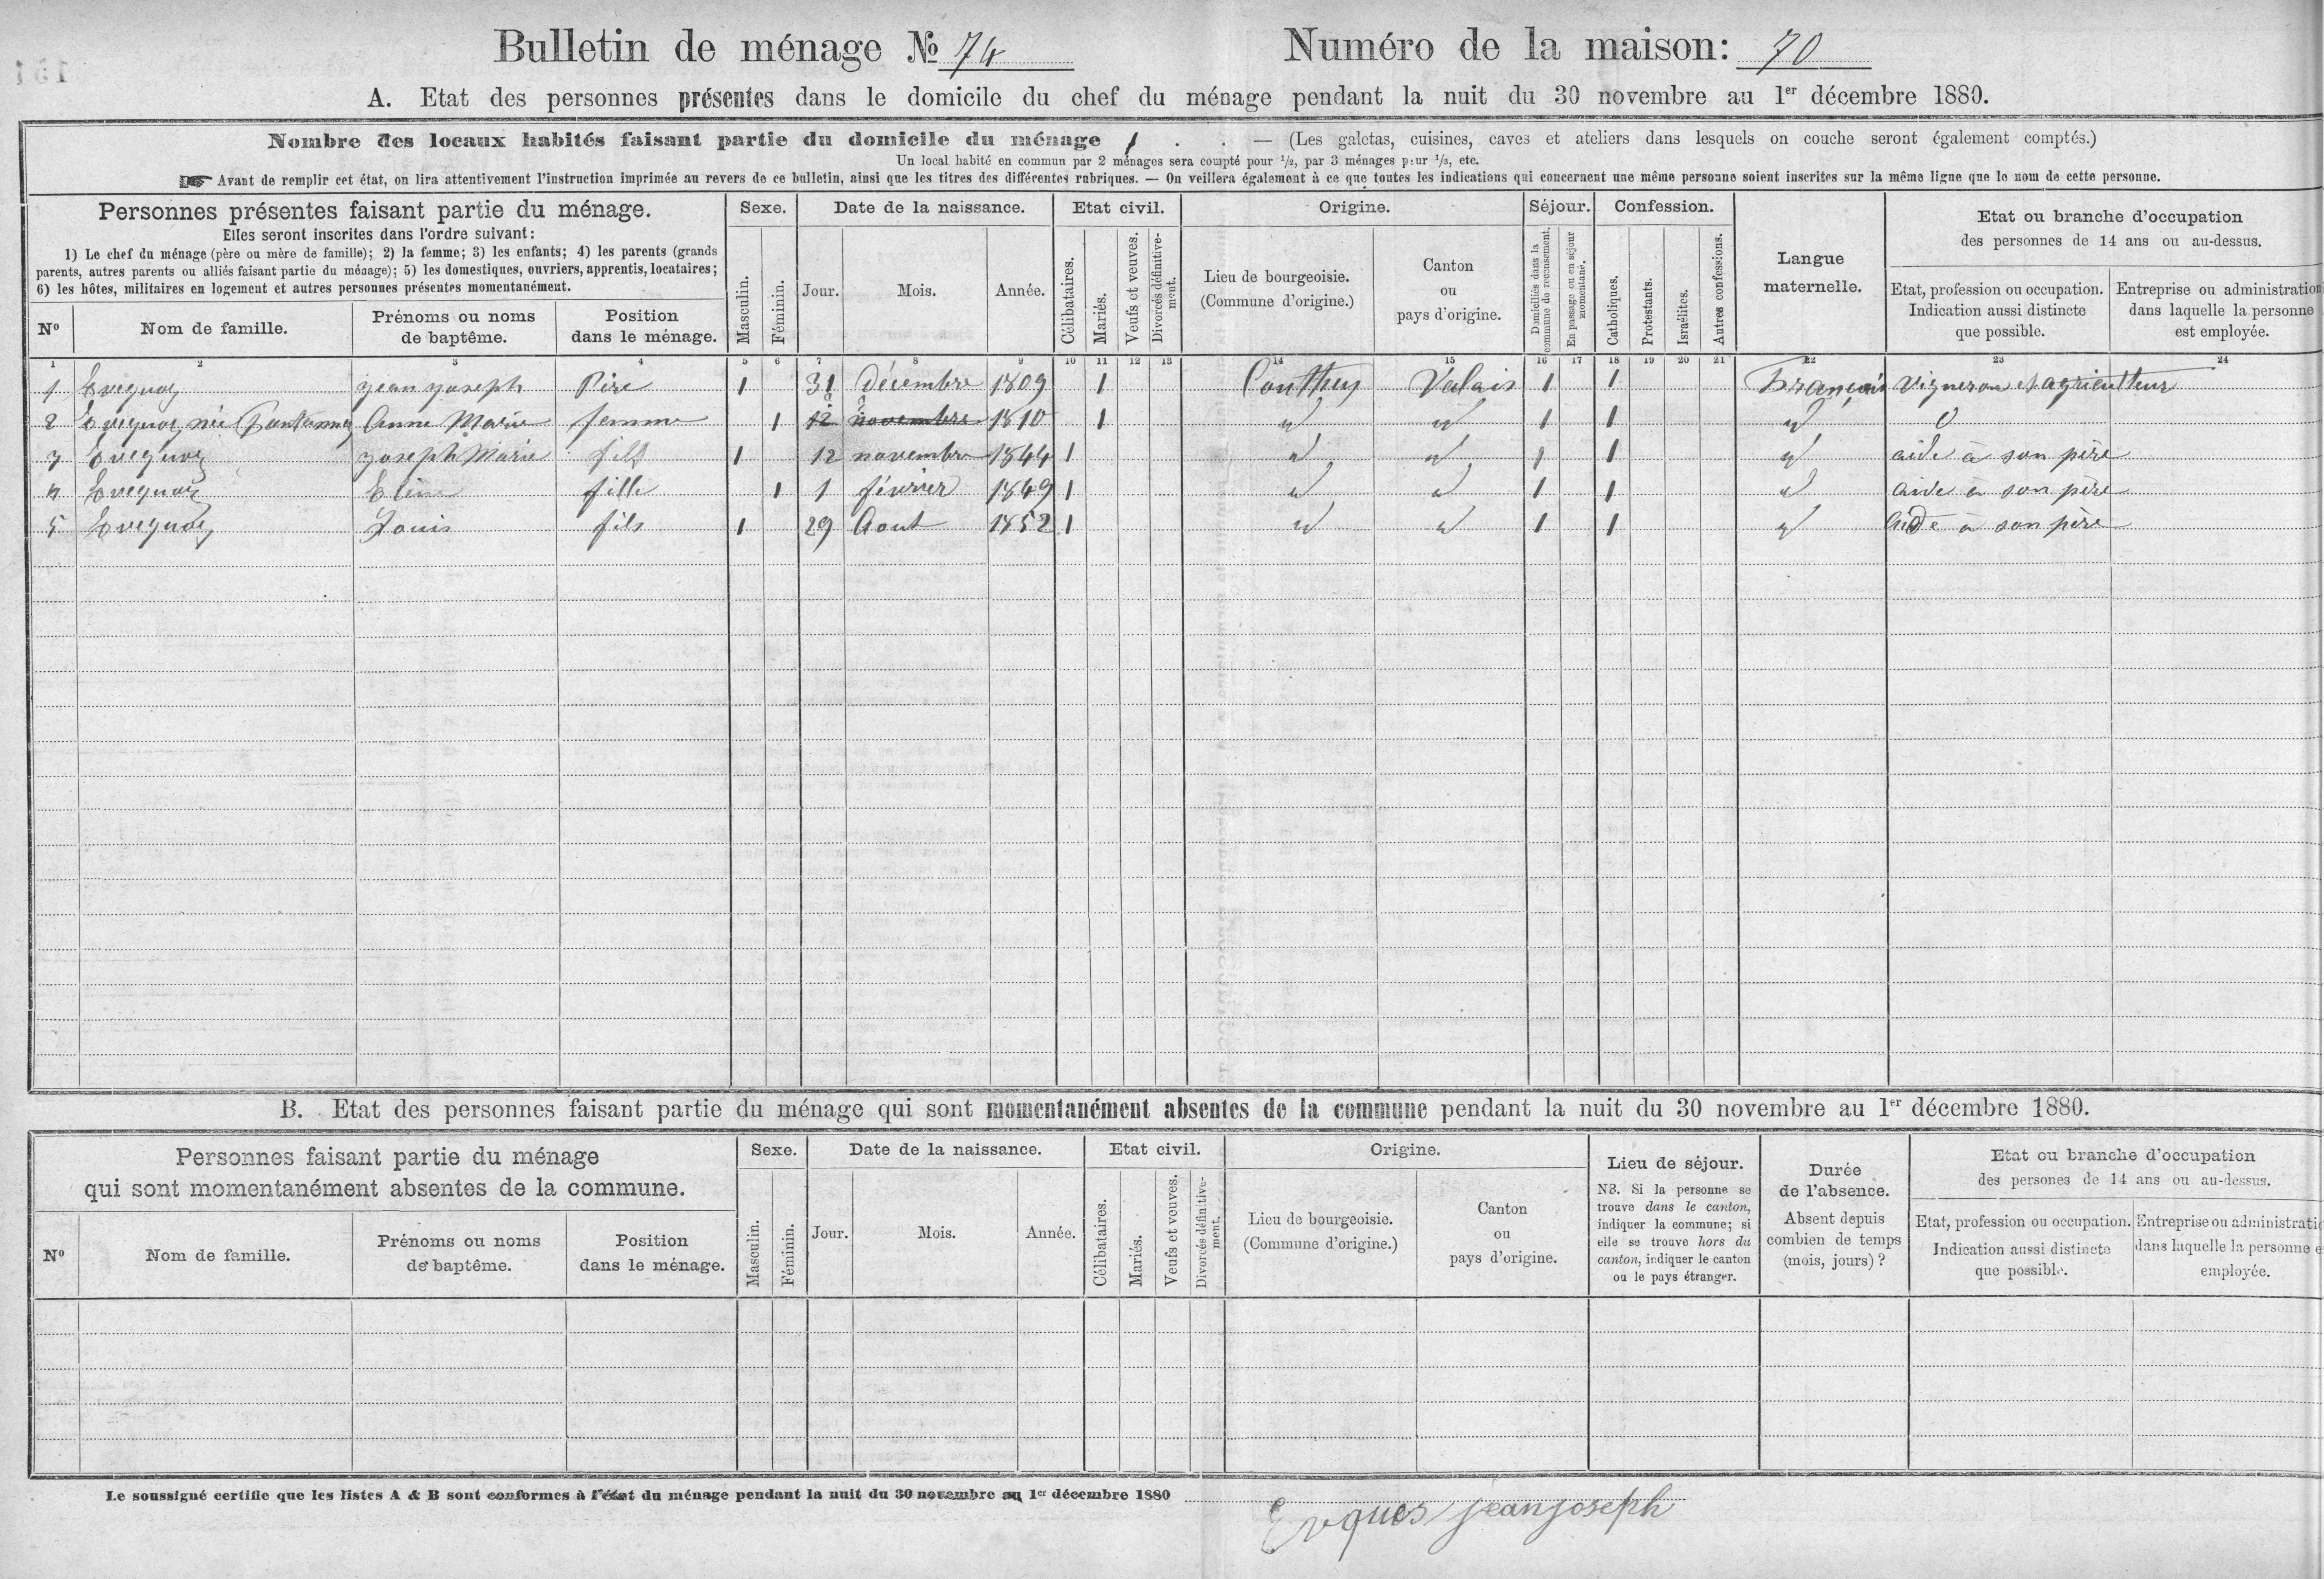 Bulletin de ménage No 74
Numéro de la maison: 70
A. Etat des personnes présentes dans le domicile du chef du ménage pendant la nuit du 30 novembre au 1er décembre 1880.
Nombre des locaux habités faisant partie du domicile du ménage 1 . . — (Les galetas, cuisines, caves et ateliers dans lesquels on couche seront également comptés.)
Un local habité en commun par 2 ménages sera compté pour 1/2, par 3 ménages pour 1/3, etc.
Avant de remplir cet état, on lira attentivement l'instruction imprimée au revers de ce bulletin, ainsi que les titres des différentes rubriques. — On veillera également à ce que toutes les indications qui concernent une même personne soient inscrites sur la même ligne que le nom de cette personne.
Personnes présentes faisant partie du ménage.
Elles seront inscrites dans l'ordre suivant:
1) Le chef du ménage (père ou mère de famille); 2) la femme; 3) les enfants; 4) les parents (grands
parents, autres parents ou alliés faisant partie du ménage); 5) les domestiques, ouvriers, apprentis, locataires;
6) les hôtes, militaires en logement et autres personnes présentes momentanément.
No
Nom de famille.
Prénoms ou noms
de baptême.
Position
dans le ménage.
Sexe.
Masculin.
Féminin.
Date de la naissance.
Jour.
Mois.
Année.
Etat civil.
Célibataires.
Mariés.
Veufs et veuves.
Divorcés définitive-
ment.
Origine.
Lieu de bourgeoisie.
(Commune d'origine.)
Canton
ou
pays d'origine.
Séjour.
Domiciliés dans la
commune de recensement.
En passage ou en séjour
momentané.
Confession.
Catholiques.
Protestants.
Israélites.
Autres confessions.
Langue
maternelle.
Etat ou branche d'occupation
des personnes de 14 ans ou au-dessus.
Etat, profession ou occupation.
Indication aussi distincte
que possible.
Entreprise ou administration
dans laquelle la personne
est employée.
1 2 3 4 5 6 7 8 9 10 11 12 13 14 15 16 17 18 19 20 21 22 23 24
1 Evequoz jean joseph Père 1 31 décembre 1809 1 Conthey Valais 1 1 Français Vigneron et agriculteur
2 Evequoz née Anne Marie femme 1 12 novembre 1810 1 " " 1 1 " 0
3 Evequoz joseph Marie fils 1 12 novembre 1844 1 " " 1 1 " aide à son père
4 Evequoz fille 1 1 février 1849 1 " " 1 1 " aide à son père
5 Evequoz Louis fils 1 29 Aout 1852 1 " " 1 1 " Aide à son père
B. Etat des personnes faisant partie du ménage qui sont momentanément absentes de la commune pendant la nuit du 30 novembre au 1er décembre 1880.
Personnes faisant partie du ménage
qui sont momentanément absentes de la commune.
No
Nom de famille.
Prénoms ou noms
de baptême.
Position
dans le ménage.
Sexe.
Masculin.
Féminin.
Date de la naissance.
Jour.
Mois.
Année.
Etat civil.
Célibataires.
Mariés.
Veufs et veuves.
Divorcés définitive-
ment.
Origine.
Lieu de bourgeoisie.
(Commune d'origine.)
Canton
ou
pays d'origine.
Lieu de séjour.
NB. Si la personne se
trouve dans le canton,
indiquer la commune; si
elle se trouve hors du
canton, indiquer le canton
ou le pays étranger.
Durée
de l'absence.
Absent depuis
combien de temps
(mois, jours)?
Etat ou branche d'occupation
des persones de 14 ans ou au-dessus.
Etat, profession ou occupation.
Indication aussi distincte
que possible.
Entreprise ou administratio
dans laquelle la personne e
employée.
Le soussigné certifie que les listes A & B sont conformes à l'état du ménage pendant la nuit du 30 novembre au 1er décembre 1880
Evques jean joseph